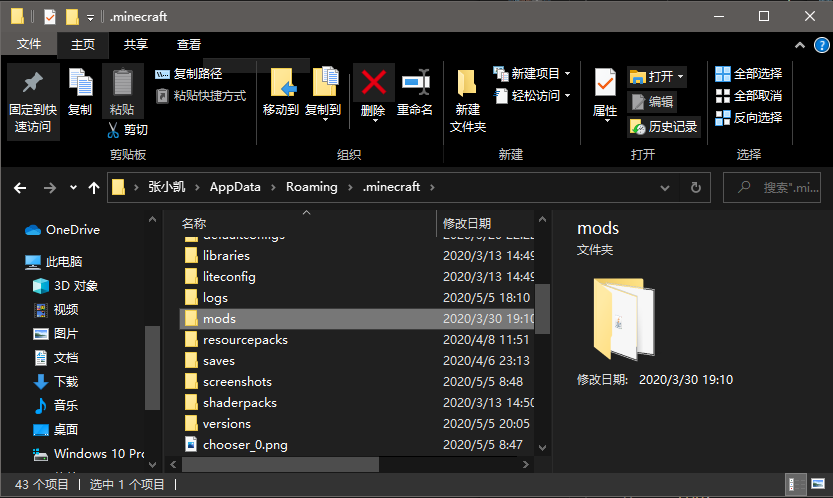 .minecraft
文件 主页 共享 查看
固定到快速访问
复制
粘贴
复制路径
粘贴快捷方式
剪切
剪贴板
移动到
复制到
删除
重命名
组织
新建文件夹
新建项目
轻松访问
新建
属性
打开
编辑
历史记录
打开
全部选择
全部取消
反向选择
选择
张小凯 AppData Roaming .minecraft
搜索".mi...
OneDrive
此电脑
3D 对象
视频
图片
文档
下载
音乐
桌面
Windows 10 Pro
名称 修改日期
defaultconfigs
libraries 2020/3/13 14:49
liteconfig 2020/3/13 14:49
logs 2020/5/5 18:10
mods 2020/3/30 19:10
resourcepacks 2020/4/8 11:51
saves 2020/4/6 23:13
screenshots 2020/5/5 8:48
shaderpacks 2020/3/13 14:50
versions 2020/5/5 20:05
chooser_0.png 2020/5/5 8:47
mods
文件夹
修改日期: 2020/3/30 19:10
43 个项目 选中 1 个项目